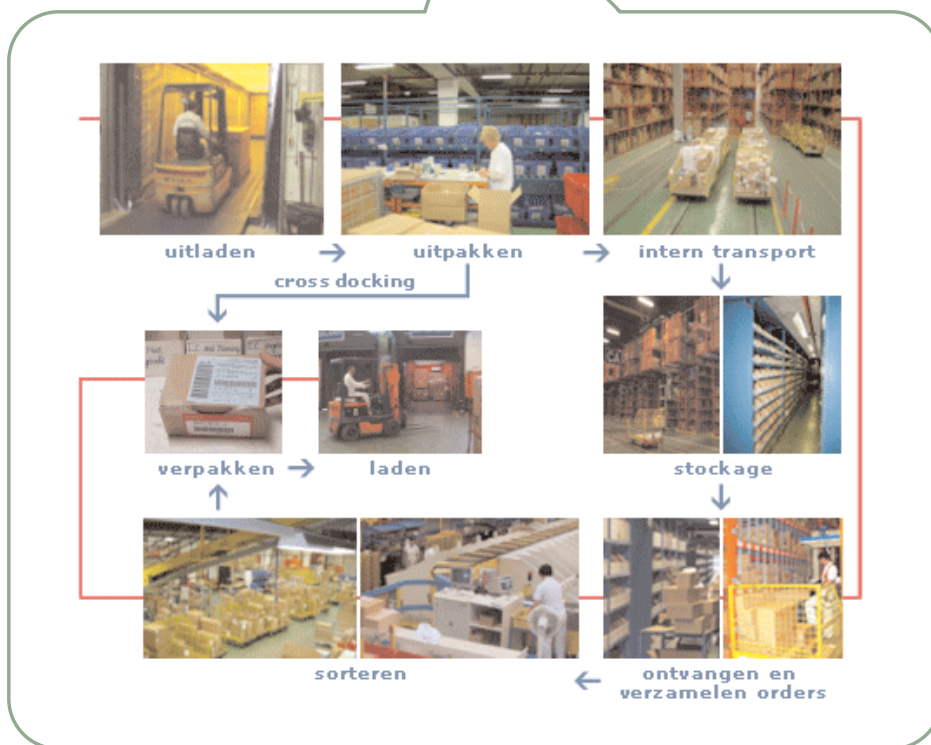 uitladen
uitpakken
intern transport
cross docking
verpakken
laden
stockage
sorteren
ontvangen en
verzamelen orders